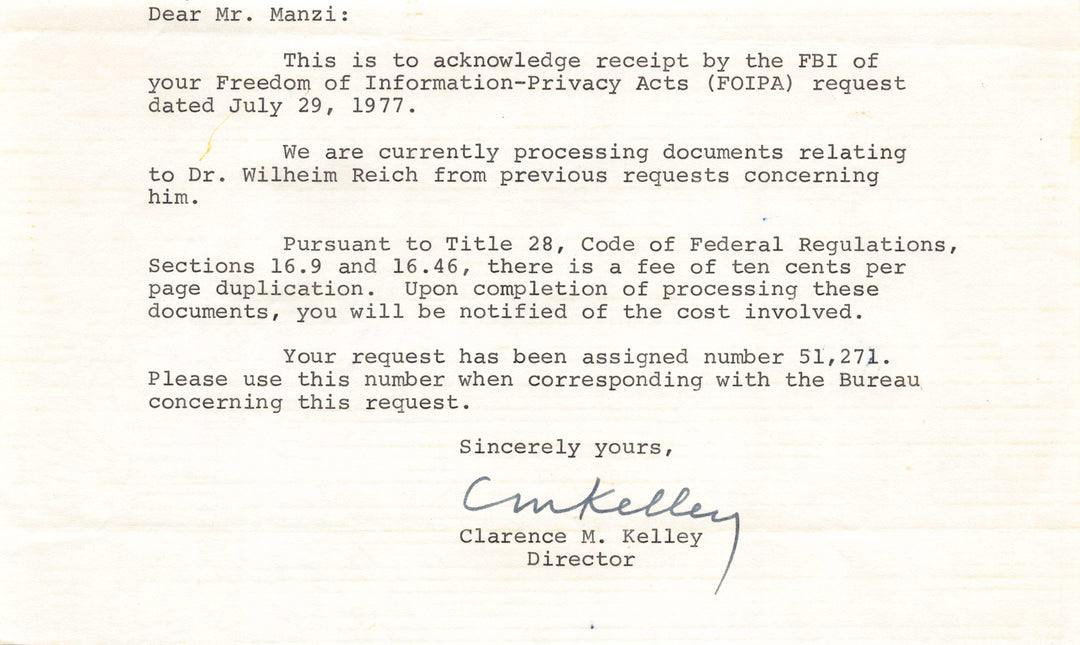 Dear Mr. Manzi:
This is to acknowledge receipt by the FBI of
your Freedom of Information-Privacy Acts (FOIPA) request
dated July 29, 1977.
We are currently processing documents relating
to Dr. Wilheim Reich from previous requests concerning
him.
Pursuant to Title 28, Code of Federal Regulations,
Sections 16.9 and 16.46, there is a fee of ten cents per
page duplication. Upon completion of processing these
documents, you will be notified of the cost involved.
Your request has been assigned number 51,271.
Please use this number when corresponding with the Bureau
concerning this request.
Sincerely yours,
CMKelley
Clarence M. Kelley
Director